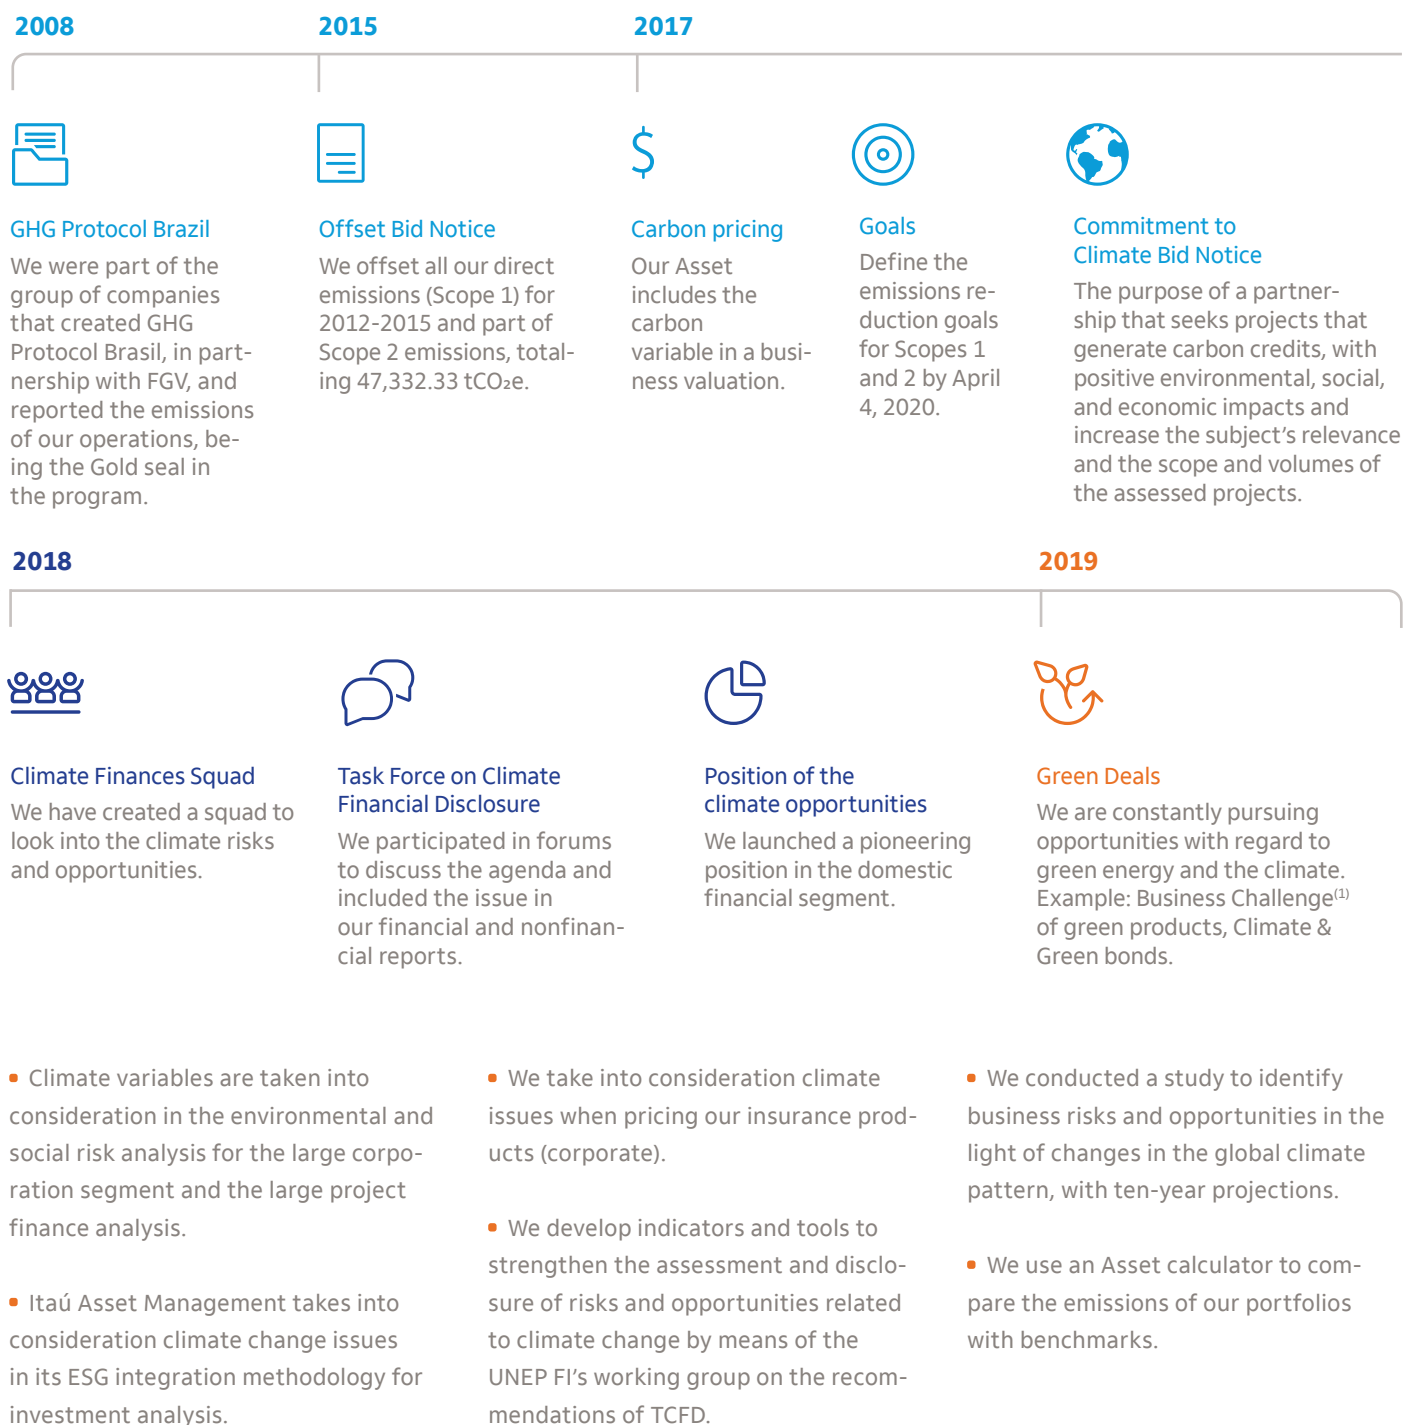 2008
2015
2017
GHG Protocol Brazil
We were part of the
group of companies
that created GHG
Protocol Brasil, in part-
nership with FGV, and
reported the emissions
of our operations, be-
ing the Gold seal in
the program.
Offset Bid Notice
We offset all our direct
emissions (Scope 1) for
2012-2015 and part of
Scope 2 emissions, total-
ing 47,332.33 tCO₂e.
$
Carbon pricing
Our Asset
includes the
carbon
variable in a busi-
ness valuation.
Goals
Define the
emissions re-
duction goals
for Scopes 1
and 2 by April
4, 2020.
Commitment to
Climate Bid Notice
The purpose of a partner-
ship that seeks projects that
generate carbon credits, with
positive environmental, social,
and economic impacts and
increase the subject's relevance
and the scope and volumes of
the assessed projects.
2018
2019
Climate Finances Squad
We have created a squad to
look into the climate risks
and opportunities.
Task Force on Climate
Financial Disclosure
We participated in forums
to discuss the agenda and
included the issue in
our financial and nonfinan-
cial reports.
Position of the
climate opportunities
We launched a pioneering
position in the domestic
financial segment.
Green Deals
We are constantly pursuing
opportunities with regard to
green energy and the climate.
Example: Business Challenge⁽¹⁾
of green products, Climate &
Green bonds.
• Climate variables are taken into
consideration in the environmental and
social risk analysis for the large corpo-
ration segment and the large project
finance analysis.
• Itaú Asset Management takes into
consideration climate change issues
in its ESG integration methodology for
investment analysis.
• We take into consideration climate
issues when pricing our insurance prod-
ucts (corporate).
• We develop indicators and tools to
strengthen the assessment and disclo-
sure of risks and opportunities related
to climate change by means of the
UNEP FI's working group on the recom-
mendations of TCFD.
• We conducted a study to identify
business risks and opportunities in the
light of changes in the global climate
pattern, with ten-year projections.
• We use an Asset calculator to com-
pare the emissions of our portfolios
with benchmarks.